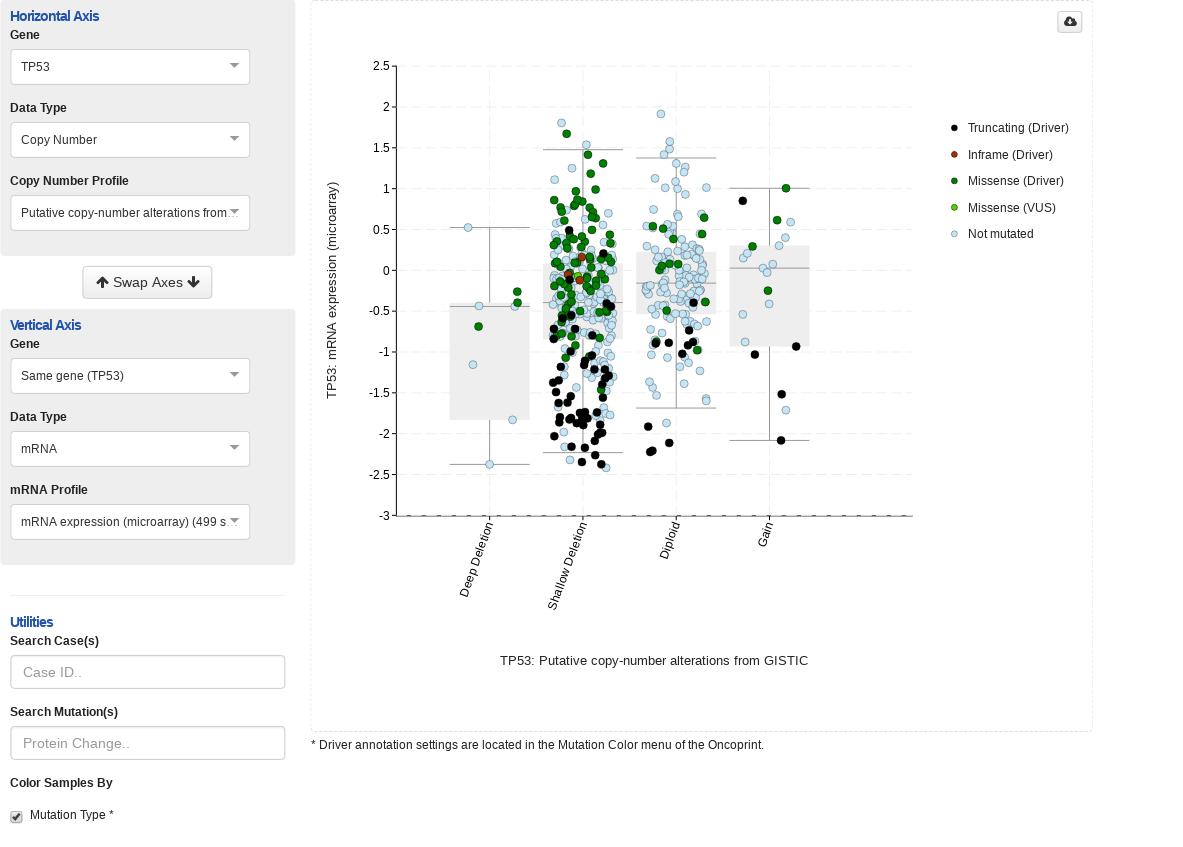 Horizontal Axis
Gene
TP53
Data Type
Copy Number
Copy Number Profile
Putative copy-number alterations from…
Swap Axes
Vertical Axis
Gene
Same gene (TP53)
Data Type
mRNA
mRNA Profile
mRNA expression (microarray) (499 s…
Utilities
Search Case(s)
Case ID..
Search Mutation(s)
Protein Change..
Color Samples By
Mutation Type *
TP53: mRNA expression (microarray)
2.5
2
1.5
1
0.5
0
-0.5
-1
-1.5
-2
-2.5
-3
Deep Deletion
Shallow Deletion
Diploid
Gain
TP53: Putative copy-number alterations from GISTIC
Truncating (Driver)
Inframe (Driver)
Missense (Driver)
Missense (VUS)
Not mutated
* Driver annotation settings are located in the Mutation Color menu of the Oncoprint.